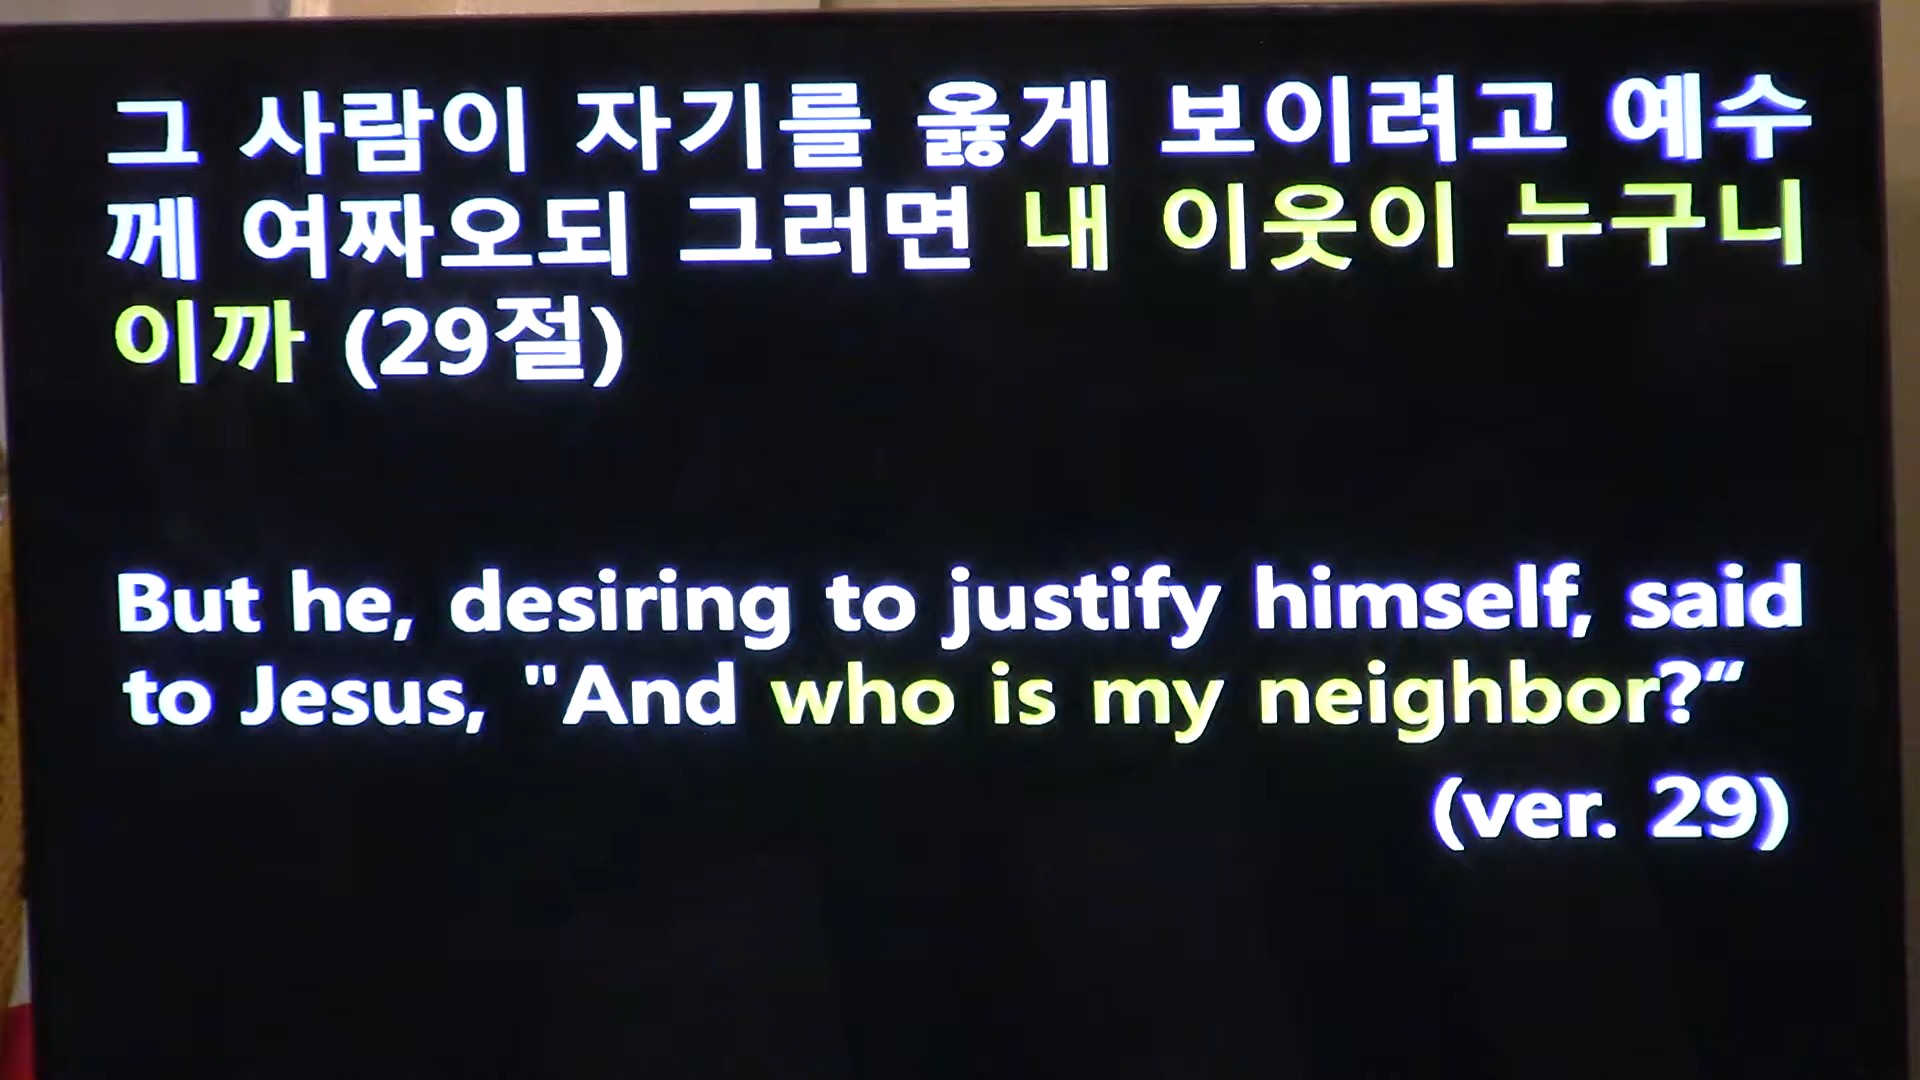 그 사람이 자기를 옳게 보이려고 예수
께 여짜오되 그러면 내 이웃이 누구니
이까 (29절)
But he, desiring to justify himself, said
to Jesus, "And who is my neighbor?“
(ver. 29)